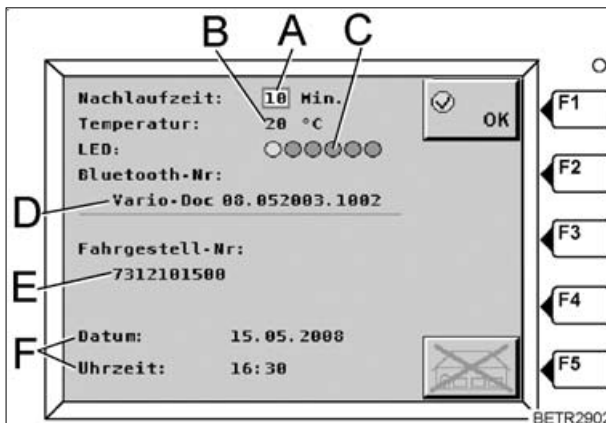 B A C
Nachlaufzeit: 10 Min.
OK
F1
Temperatur: 20 °C
LED:
F2
Bluetooth-Nr:
D
Vario-Doc 08.052003.1002
F3
Fahrgestell-Nr:
E
7312101500
F4
F
Datum: 15.05.2008
Uhrzeit: 16:30
F5
BETR2902